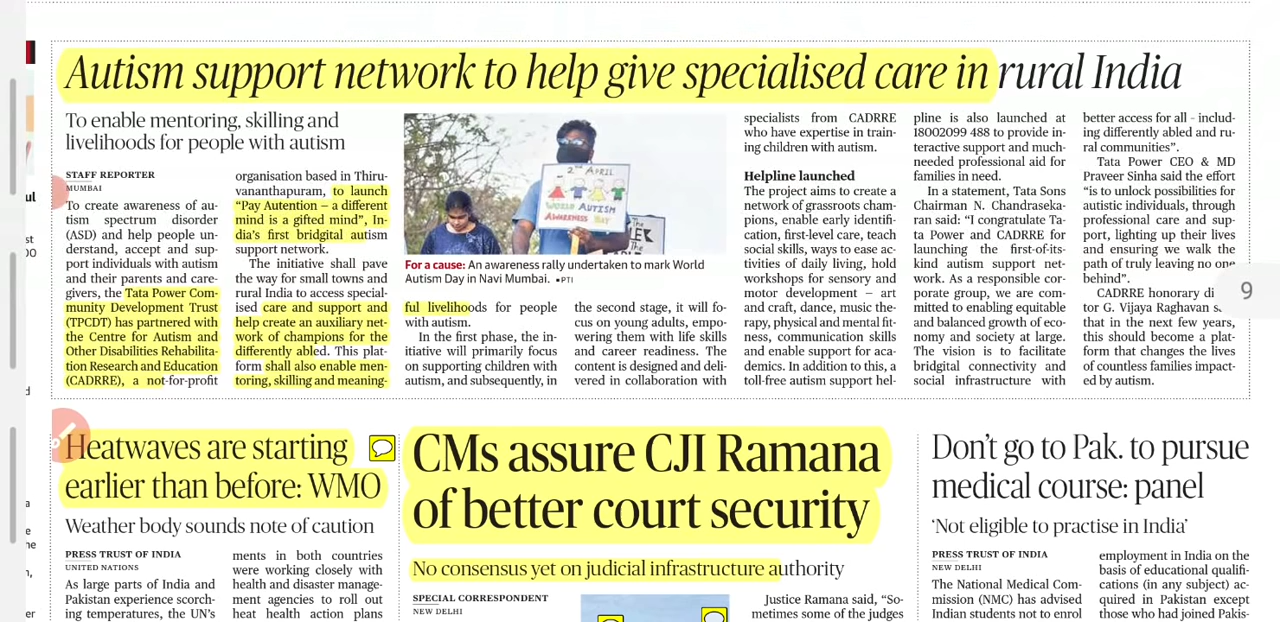 Autism support network to help give specialised care in rural India
To enable mentoring, skilling and
livelihoods for people with autism
STAFF REPORTER
MUMBAI
To create awareness of au-
tism spectrum disorder
(ASD) and help people un-
derstand, accept and sup-
port individuals with autism
and their parents and care-
givers, the Tata Power Com-
munity Development Trust
(TPCDT) has partnered with
the Centre for Autism and
Other Disabilities Rehabilita-
tion Research and Education
(CADRRE), a not-for-profit
organisation based in Thiru-
vananthapuram, to launch
“Pay Autention – a different
mind is a gifted mind”, In-
dia’s first bridgital autism
support network.
The initiative shall pave
the way for small towns and
rural India to access special-
ised care and support and
help create an auxiliary net-
work of champions for the
differently abled. This plat-
form shall also enable men-
toring, skilling and meaning-
2nd APRIL
WORLD AUTISM
AWARENESS DAY
For a cause: An awareness rally undertaken to mark World
Autism Day in Navi Mumbai. •PTI
ful livelihoods for people
with autism.
In the first phase, the in-
itiative will primarily focus
on supporting children with
autism, and subsequently, in
the second stage, it will fo-
cus on young adults, empo-
wering them with life skills
and career readiness. The
content is designed and deli-
vered in collaboration with
specialists from CADRRE
who have expertise in train-
ing children with autism.
Helpline launched
The project aims to create a
network of grassroots cham-
pions, enable early identifi-
cation, first-level care, teach
social skills, ways to ease ac-
tivities of daily living, hold
workshops for sensory and
motor development – art
and craft, dance, music the-
rapy, physical and mental fit-
ness, communication skills
and enable support for aca-
demics. In addition to this, a
toll-free autism support hel-
pline is also launched at
18002099 488 to provide in-
teractive support and much-
needed professional aid for
families in need.
In a statement, Tata Sons
Chairman N. Chandraseka-
ran said: “I congratulate Ta-
ta Power and CADRRE for
launching the first-of-its-
kind autism support net-
work. As a responsible cor-
porate group, we are com-
mitted to enabling equitable
and balanced growth of eco-
nomy and society at large.
The vision is to facilitate
bridgital connectivity and
social infrastructure with
better access for all - includ-
ing differently abled and ru-
ral communities”.
Tata Power CEO & MD
Praveer Sinha said the effort
“is to unlock possibilities for
autistic individuals, through
professional care and sup-
port, lighting up their lives
and ensuring we walk the
path of truly leaving no one
behind”.
CADRRE honorary di
tor G. Vijaya Raghavan s
that in the next few years,
this should become a plat-
form that changes the lives
of countless families impact-
ed by autism.
9
Heatwaves are starting
earlier than before: WMO
Weather body sounds note of caution
PRESS TRUST OF INDIA
UNITED NATIONS
As large parts of India and
Pakistan experience scorch-
ing temperatures, the UN’s
ments in both countries
were working closely with
health and disaster manage-
ment agencies to roll out
heat health action plans
CMs assure CJI Ramana
of better court security
No consensus yet on judicial infrastructure authority
SPECIAL CORRESPONDENT
NEW DELHI
Justice Ramana said, “So-
metimes some of the judges
Don’t go to Pak. to pursue
medical course: panel
‘Not eligible to practise in India’
PRESS TRUST OF INDIA
NEW DELHI
The National Medical Com-
mission (NMC) has advised
Indian students not to enrol
employment in India on the
basis of educational qualifi-
cations (in any subject) ac-
quired in Pakistan except
those who had joined Pakis-